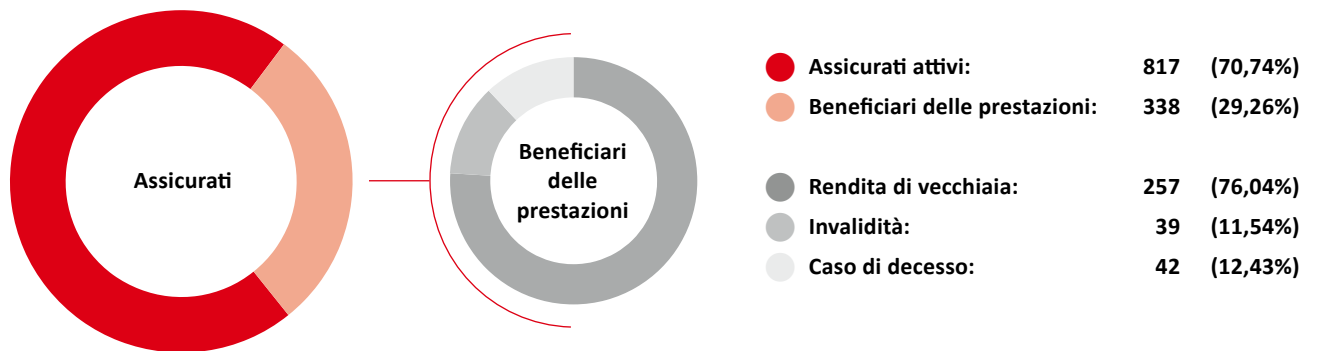 Assicurati
Beneficiari
delle
prestazioni
Assicurati attivi: 817 (70,74%)
Beneficiari delle prestazioni: 338 (29,26%)
Rendita di vecchiaia: 257 (76,04%)
Invalidità: 39 (11,54%)
Caso di decesso: 42 (12,43%)